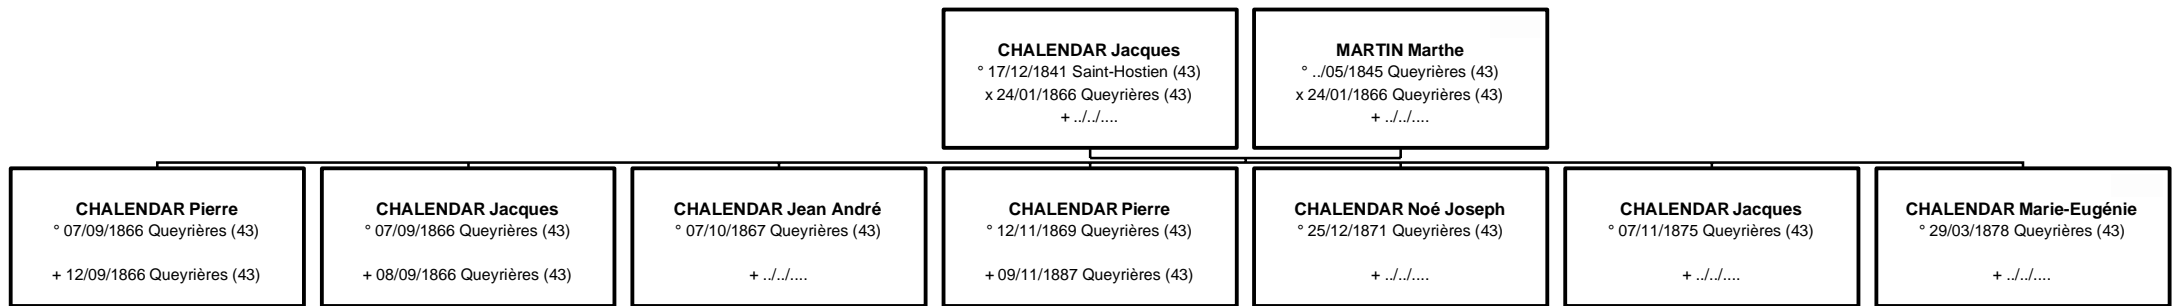 CHALENDAR Jacques
° 17/12/1841 Saint-Hostien (43)
x 24/01/1866 Queyrières (43)
+ ../../....
MARTIN Marthe
° ../05/1845 Queyrières (43)
x 24/01/1866 Queyrières (43)
+ ../../....
CHALENDAR Pierre
° 07/09/1866 Queyrières (43)
+ 12/09/1866 Queyrières (43)
CHALENDAR Jacques
° 07/09/1866 Queyrières (43)
+ 08/09/1866 Queyrières (43)
CHALENDAR Jean André
° 07/10/1867 Queyrières (43)
+ ../../....
CHALENDAR Pierre
° 12/11/1869 Queyrières (43)
+ 09/11/1887 Queyrières (43)
CHALENDAR Noé Joseph
° 25/12/1871 Queyrières (43)
+ ../../....
CHALENDAR Jacques
° 07/11/1875 Queyrières (43)
+ ../../....
CHALENDAR Marie-Eugénie
° 29/03/1878 Queyrières (43)
+ ../../....